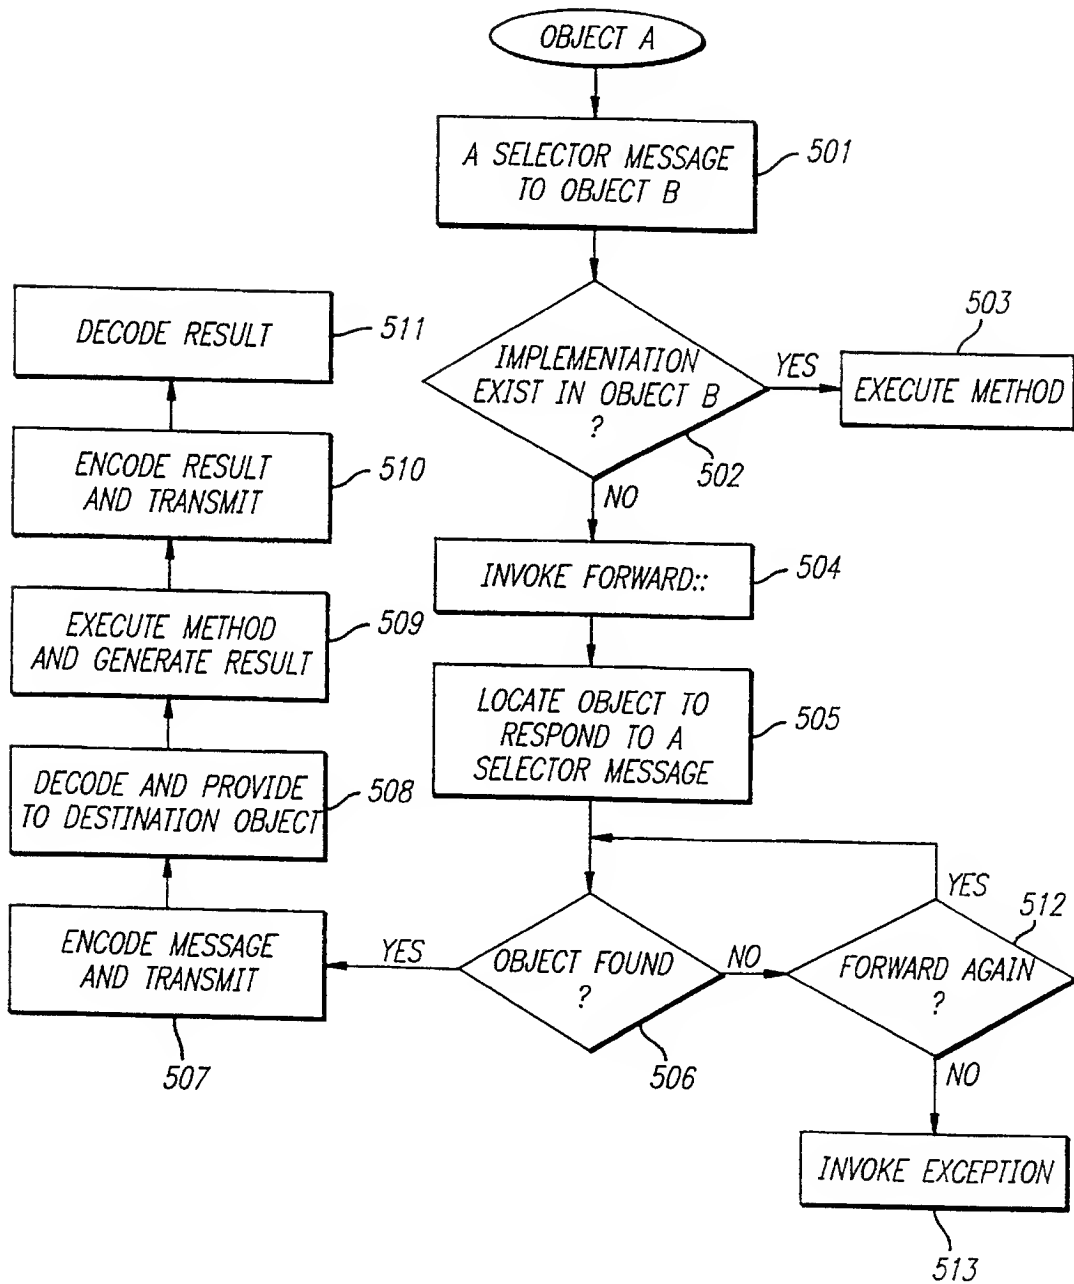 OBJECT A
A SELECTOR MESSAGE
TO OBJECT B
501
IMPLEMENTATION
EXIST IN OBJECT B
?
502
YES
503
EXECUTE METHOD
NO
INVOKE FORWARD::
504
LOCATE OBJECT TO
RESPOND TO A
SELECTOR MESSAGE
505
OBJECT FOUND
?
506
NO
FORWARD AGAIN
?
512
YES
NO
INVOKE EXCEPTION
513
YES
ENCODE MESSAGE
AND TRANSMIT
507
DECODE AND PROVIDE
TO DESTINATION OBJECT
508
EXECUTE METHOD
AND GENERATE RESULT
509
ENCODE RESULT
AND TRANSMIT
510
DECODE RESULT
511